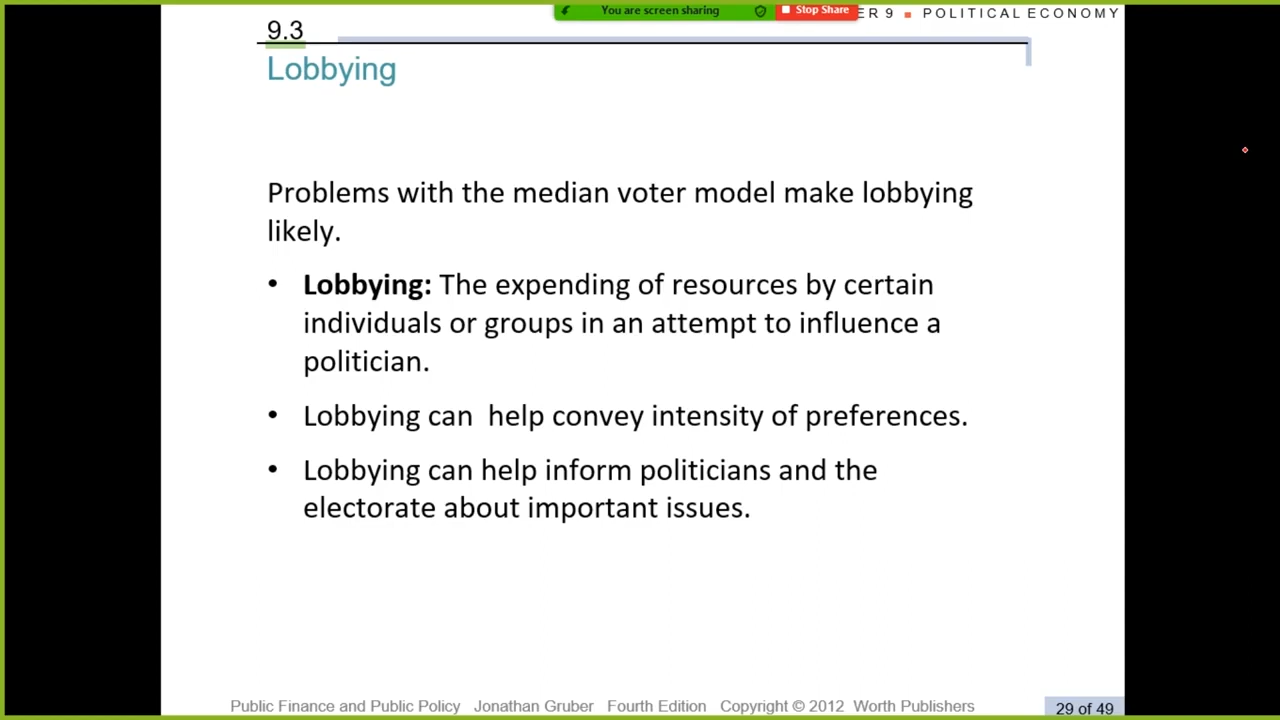 You are screen sharing Stop Share
ER 9 ▪ POLITICAL ECONOMY
9.3
Lobbying
Problems with the median voter model make lobbying
likely.
• Lobbying: The expending of resources by certain
individuals or groups in an attempt to influence a
politician.
• Lobbying can  help convey intensity of preferences.
• Lobbying can help inform politicians and the
electorate about important issues.
Public Finance and Public Policy Jonathan Gruber Fourth Edition Copyright © 2012 Worth Publishers
29 of 49